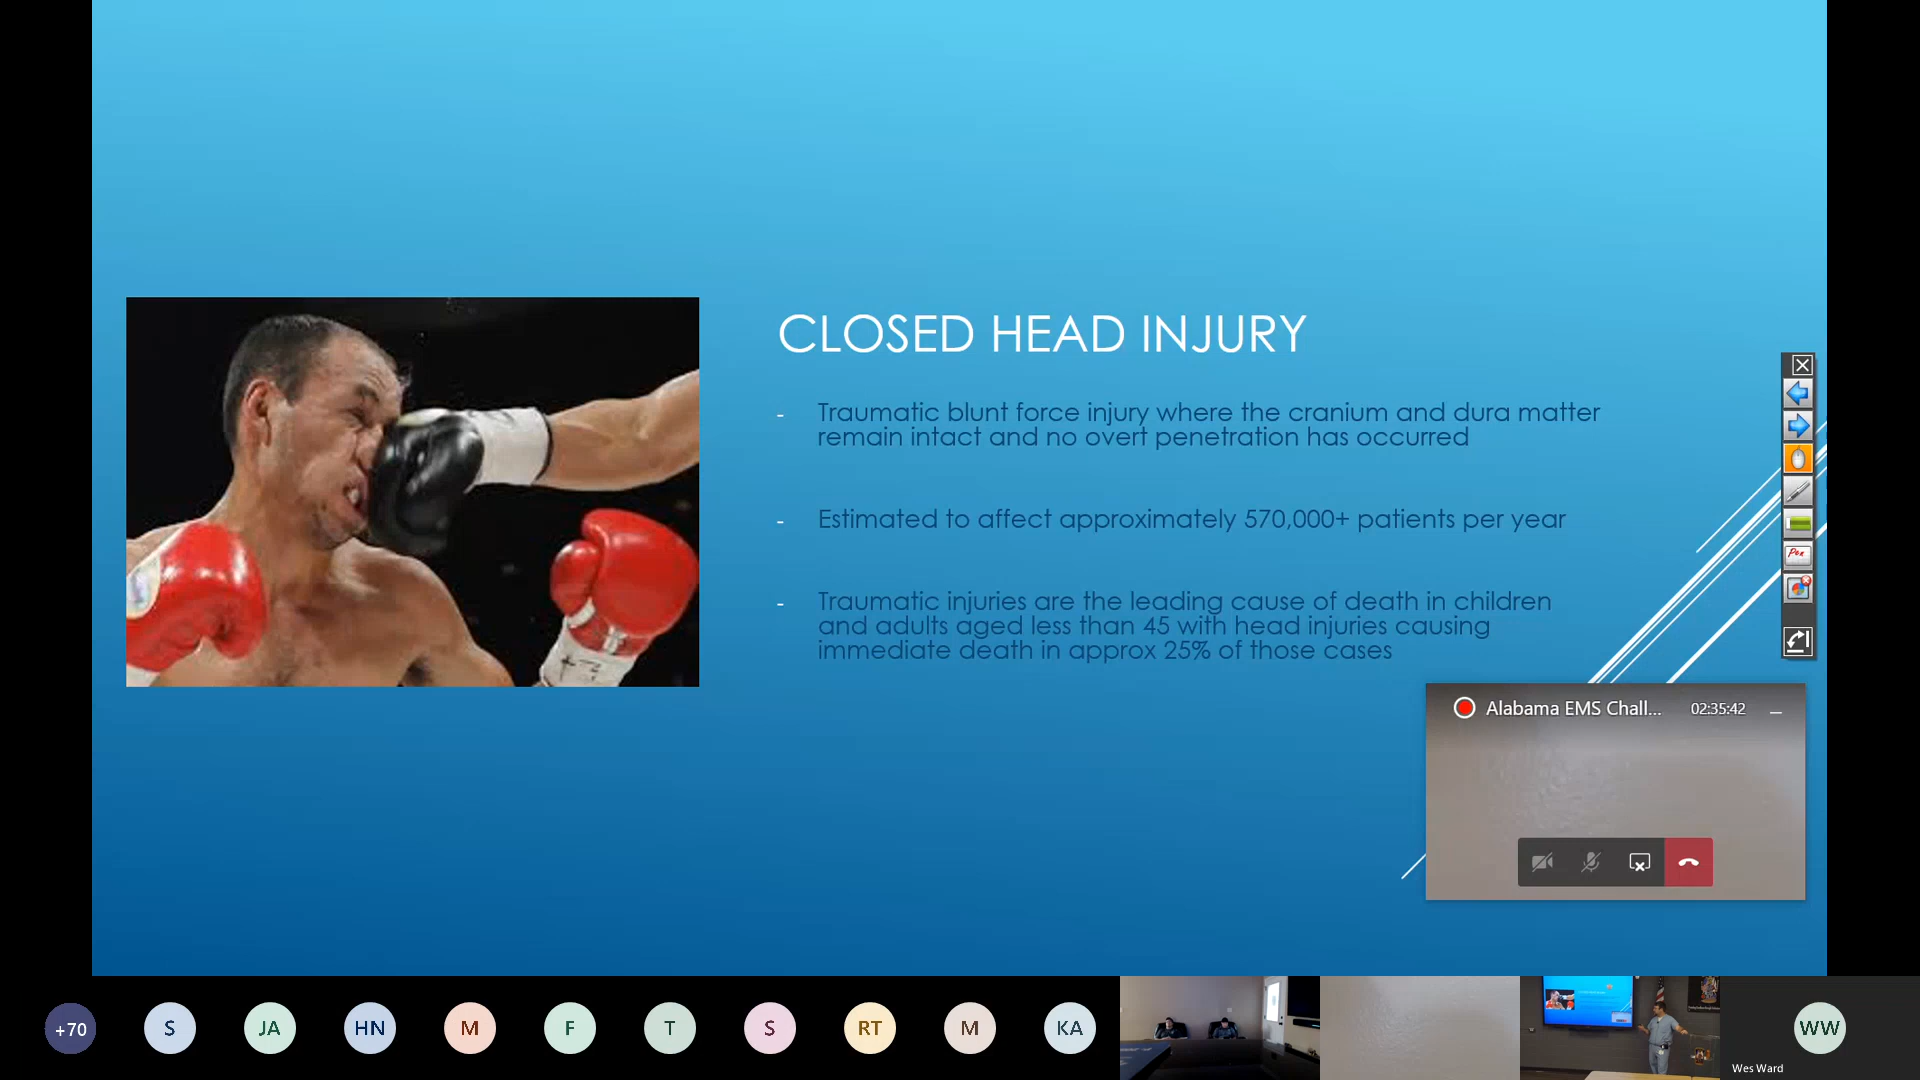 CLOSED HEAD INJURY
- Traumatic blunt force injury where the cranium and dura matter
remain intact and no overt penetration has occurred
- Estimated to affect approximately 570,000+ patients per year
- Traumatic injuries are the leading cause of death in children
and adults aged less than 45 with head injuries causing
immediate death in approx 25% of those cases
Pen
Alabama EMS Chall... 02:35:42
+70 S JA HN M F T S RT M KA WW
Wes Ward